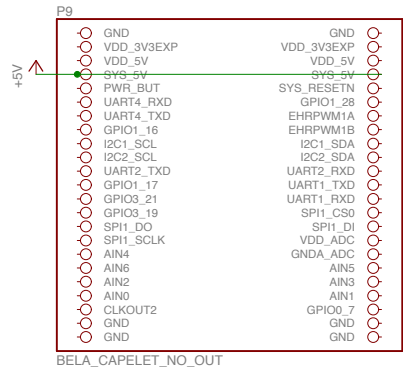 P9
GND GND
VDD_3V3EXP VDD_3V3EXP
VDD_5V VDD_5V
+5V SYS_5V SYS_5V
PWR_BUT SYS_RESETN
UART4_RXD GPIO1_28
UART4_TXD EHRPWM1A
GPIO1_16 EHRPWM1B
I2C1_SCL I2C1_SDA
I2C2_SCL I2C2_SDA
UART2_TXD UART2_RXD
GPIO1_17 UART1_TXD
GPIO3_21 UART1_RXD
GPIO3_19 SPI1_CS0
SPI1_DO SPI1_DI
SPI1_SCLK VDD_ADC
AIN4 GNDA_ADC
AIN6 AIN5
AIN2 AIN3
AIN0 AIN1
CLKOUT2 GPIO0_7
GND GND
GND GND
BELA_CAPELET_NO_OUT